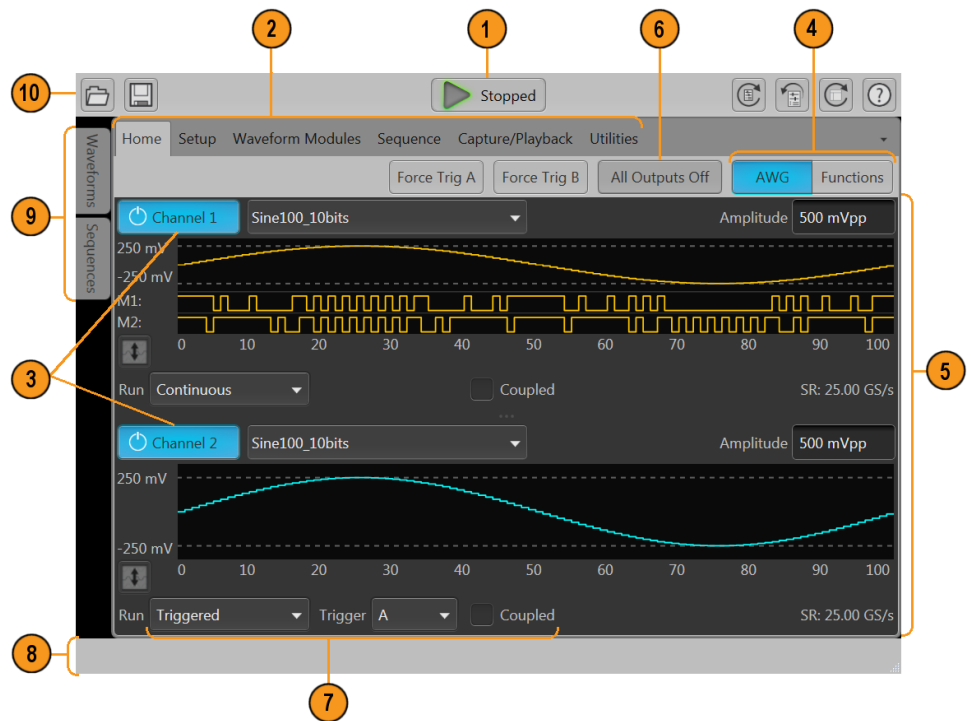 2
1
6
4
10
Stopped
Waveforms
Sequences
9
Home Setup Waveform Modules Sequence Capture/Playback Utilities
Force Trig A Force Trig B All Outputs Off AWG Functions
Channel 1 Sine100_10bits Amplitude 500 mVpp
250 mV
-250 mV
M1:
M2:
0 10 20 30 40 50 60 70 80 90 100
3
5
Run Continuous Coupled SR: 25.00 GS/s
Channel 2 Sine100_10bits Amplitude 500 mVpp
250 mV
-250 mV
0 10 20 30 40 50 60 70 80 90 100
Run Triggered Trigger A Coupled SR: 25.00 GS/s
8
7